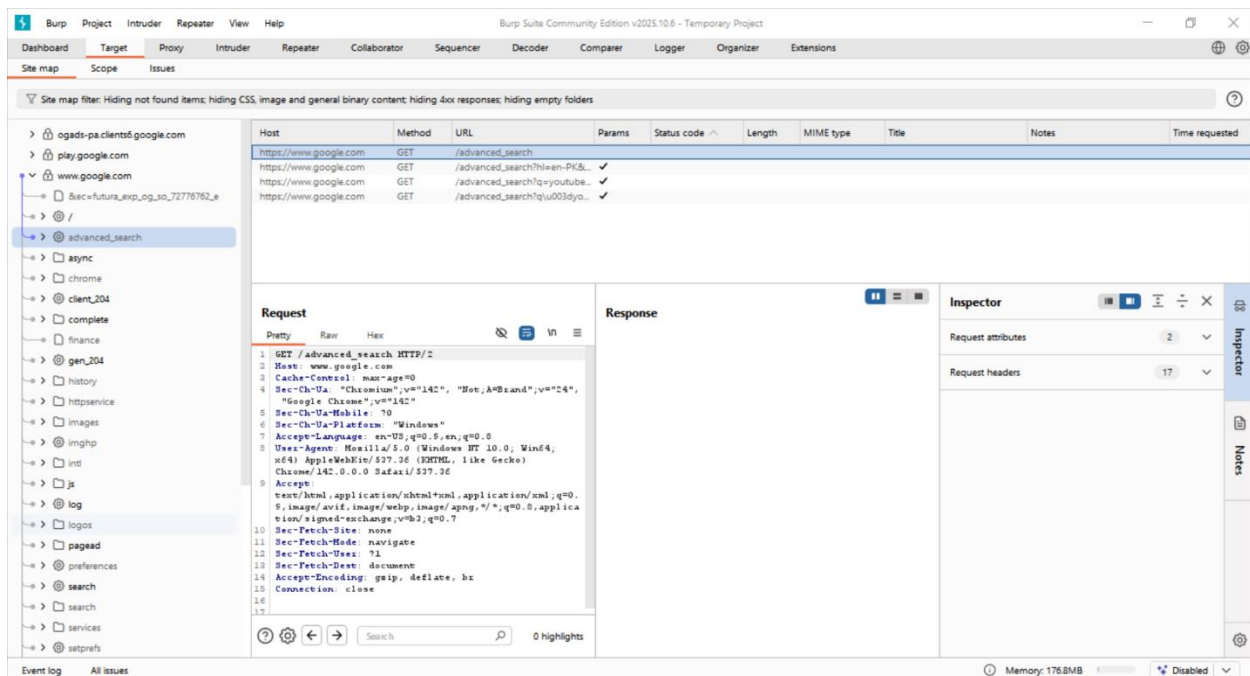 Burp Project Intruder Repeater View Help Burp Suite Community Edition v2025.10.6 - Temporary Project
Dashboard Target Proxy Intruder Repeater Collaborator Sequencer Decoder Comparer Logger Organizer Extensions
Site map Scope Issues
Site map filter: Hiding not found items; hiding CSS, image and general binary content; hiding 4xx responses; hiding empty folders
ogads-pa.clients6.google.com
play.google.com
www.google.com
&ec=futura_exp_og_so_72776762_e
/
advanced_search
async
chrome
client_204
complete
finance
gen_204
history
httpservice
images
imghp
intl
js
log
logos
pagead
preferences
search
search
services
setprefs
Host Method URL Params Status code Length MIME type Title Notes Time requested
https://www.google.com GET /advanced_search
https://www.google.com GET /advanced_search?hl=en-PK&... ✓
https://www.google.com GET /advanced_search?q=youtube... ✓
https://www.google.com GET /advanced_search?q\u003dyo... ✓
Request
Pretty Raw Hex \n
1 GET /advanced_search HTTP/2
2 Host: www.google.com
3 Cache-Control: max-age=0
4 Sec-Ch-Ua: "Chromium";v="142", "Not;A=Brand";v="24",
"Google Chrome";v="142"
5 Sec-Ch-Ua-Mobile: ?0
6 Sec-Ch-Ua-Platform: "Windows"
7 Accept-Language: en-US;q=0.9,en;q=0.8
8 User-Agent: Mozilla/5.0 (Windows NT 10.0; Win64;
x64) AppleWebKit/537.36 (KHTML, like Gecko)
Chrome/142.0.0.0 Safari/537.36
9 Accept:
text/html,application/xhtml+xml,application/xml;q=0.
9,image/avif,image/webp,image/apng,*/*;q=0.8,applica
tion/signed-exchange;v=b3;q=0.7
10 Sec-Fetch-Site: none
11 Sec-Fetch-Mode: navigate
12 Sec-Fetch-User: ?1
13 Sec-Fetch-Dest: document
14 Accept-Encoding: gzip, deflate, br
15 Connection: close
16
17
Search 0 highlights
Response
Inspector
Request attributes 2
Request headers 17
Inspector
Notes
Event log All issues Memory: 176.8MB Disabled